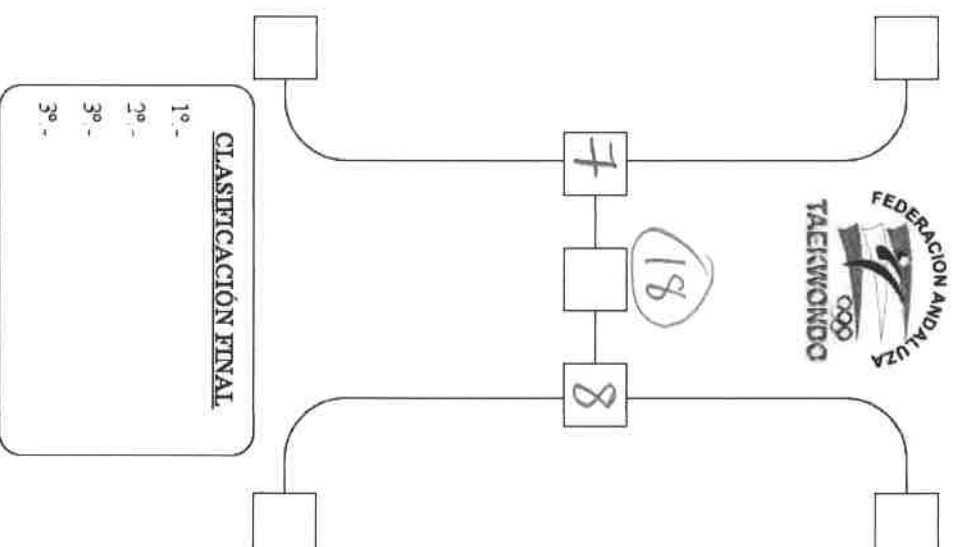 FEDERACION ANDALUZA
TAEKWONDO
7
18
8
CLASIFICACIÓN FINAL
1º.-
2º.-
3º.-
3º.-